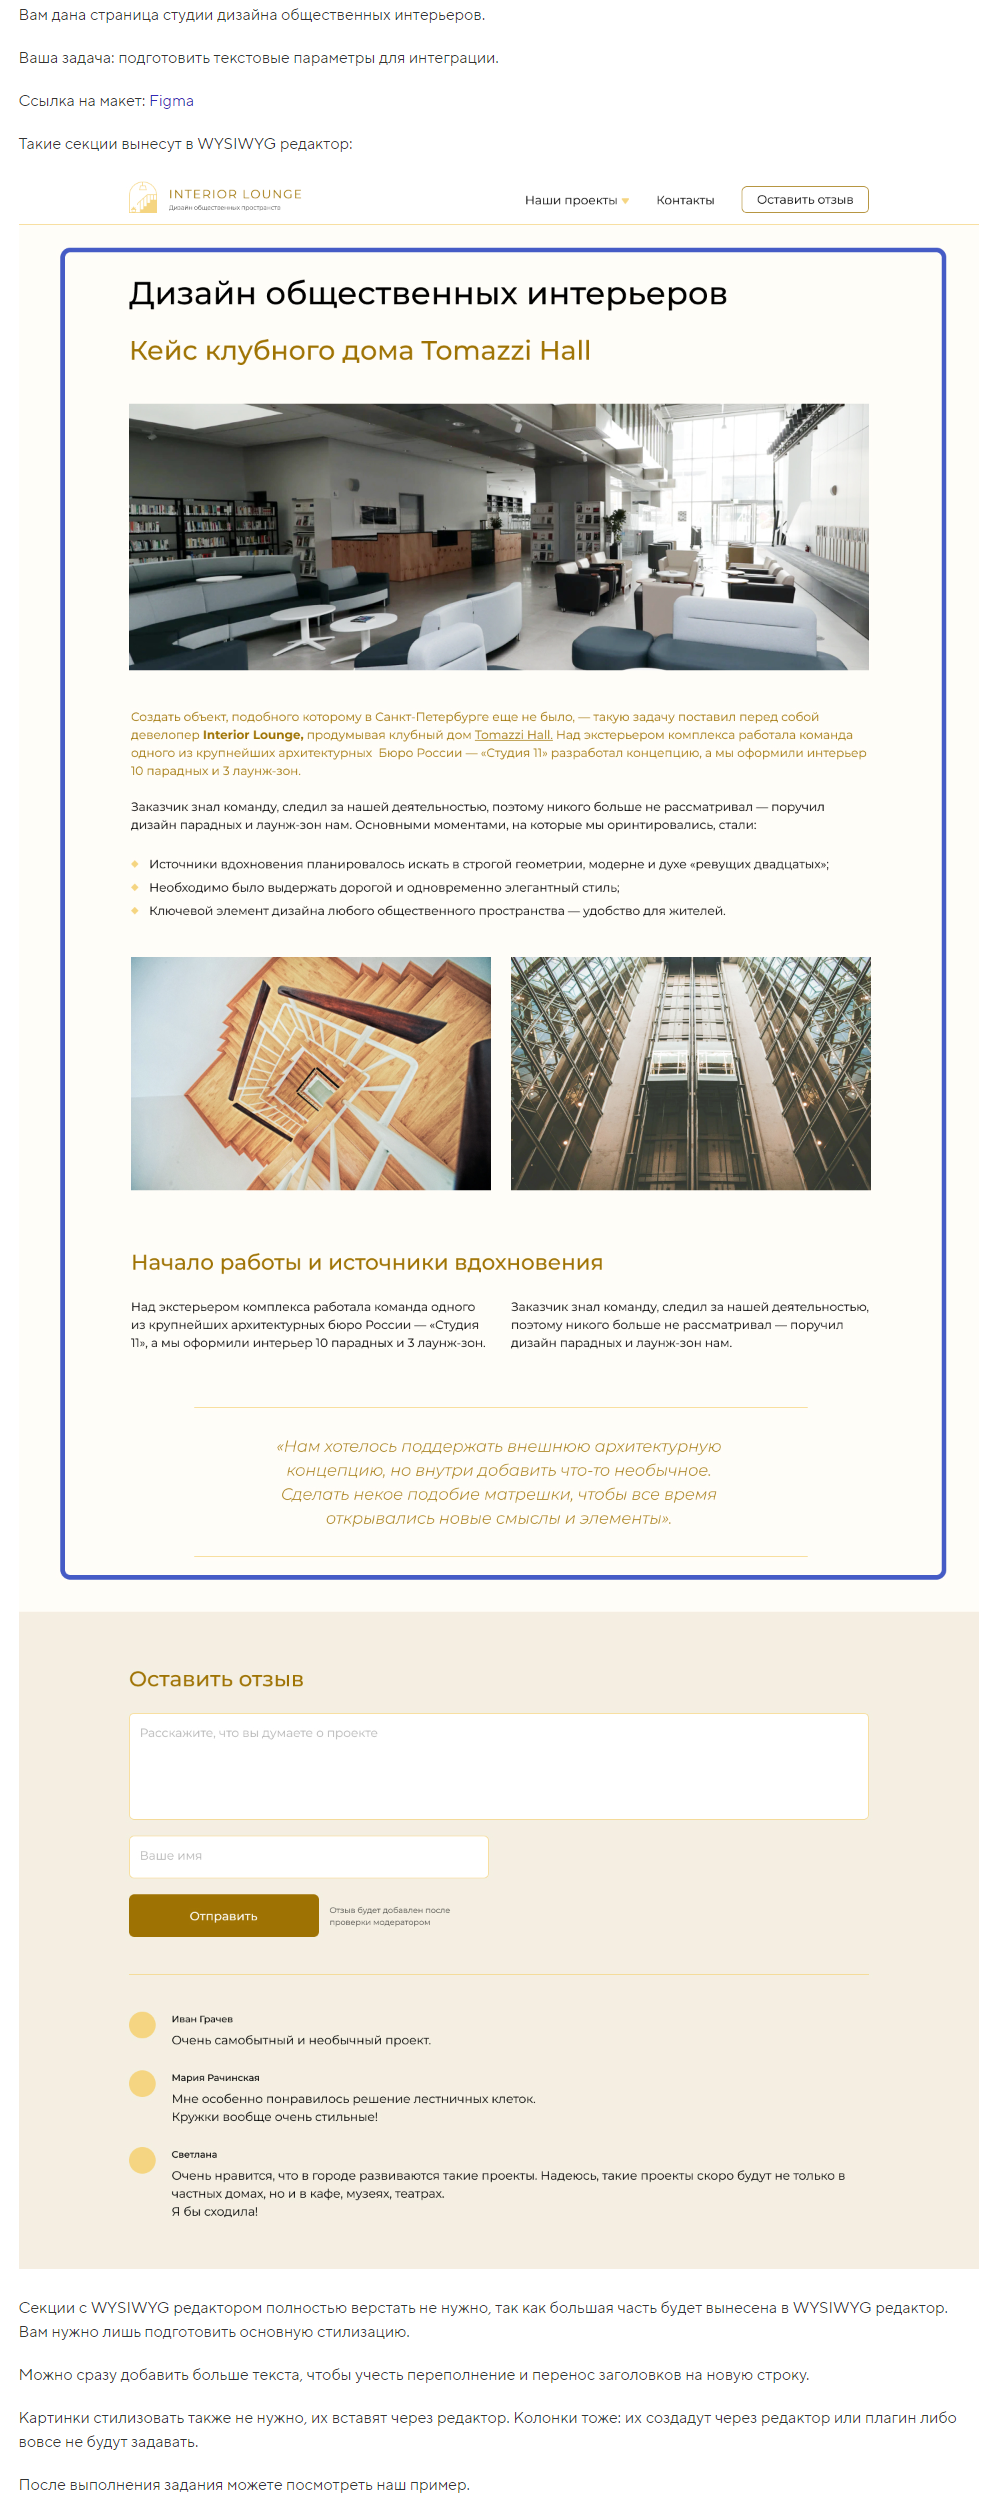 Вам дана страница студии дизайна общественных интерьеров.
Ваша задача: подготовить текстовые параметры для интеграции.
Ссылка на макет: Figma
Такие секции вынесут в WYSIWYG редактор:
INTERIOR LOUNGE
Дизайн общественных пространств
Наши проекты
Контакты
Оставить отзыв
Дизайн общественных интерьеров
Кейс клубного дома Tomazzi Hall
Создать объект, подобного которому в Санкт-Петербурге еще не было, — такую задачу поставил перед собой
девелопер Interior Lounge, продумывая клубный дом Tomazzi Hall. Над экстерьером комплекса работала команда
одного из крупнейших архитектурных  Бюро России — «Студия 11» разработал концепцию, а мы оформили интерьер
10 парадных и 3 лаунж-зон.
Заказчик знал команду, следил за нашей деятельностью, поэтому никого больше не рассматривал — поручил
дизайн парадных и лаунж-зон нам. Основными моментами, на которые мы оринтировались, стали:
Источники вдохновения планировалось искать в строгой геометрии, модерне и духе «ревущих двадцатых»;
Необходимо было выдержать дорогой и одновременно элегантный стиль;
Ключевой элемент дизайна любого общественного пространства — удобство для жителей.
Начало работы и источники вдохновения
Над экстерьером комплекса работала команда одного
из крупнейших архитектурных бюро России — «Студия
11», а мы оформили интерьер 10 парадных и 3 лаунж-зон.
Заказчик знал команду, следил за нашей деятельностью,
поэтому никого больше не рассматривал — поручил
дизайн парадных и лаунж-зон нам.
«Нам хотелось поддержать внешнюю архитектурную
концепцию, но внутри добавить что-то необычное.
Сделать некое подобие матрешки, чтобы все время
открывались новые смыслы и элементы».
Оставить отзыв
Расскажите, что вы думаете о проекте
Ваше имя
Отправить
Отзыв будет добавлен после
проверки модератором
Иван Грачев
Очень самобытный и необычный проект.
Мария Рачинская
Мне особенно понравилось решение лестничных клеток.
Кружки вообще очень стильные!
Светлана
Очень нравится, что в городе развиваются такие проекты. Надеюсь, такие проекты скоро будут не только в
частных домах, но и в кафе, музеях, театрах.
Я бы сходила!
Секции с WYSIWYG редактором полностью верстать не нужно, так как большая часть будет вынесена в WYSIWYG редактор.
Вам нужно лишь подготовить основную стилизацию.
Можно сразу добавить больше текста, чтобы учесть переполнение и перенос заголовков на новую строку.
Картинки стилизовать также не нужно, их вставят через редактор. Колонки тоже: их создадут через редактор или плагин либо
вовсе не будут задавать.
После выполнения задания можете посмотреть наш пример.